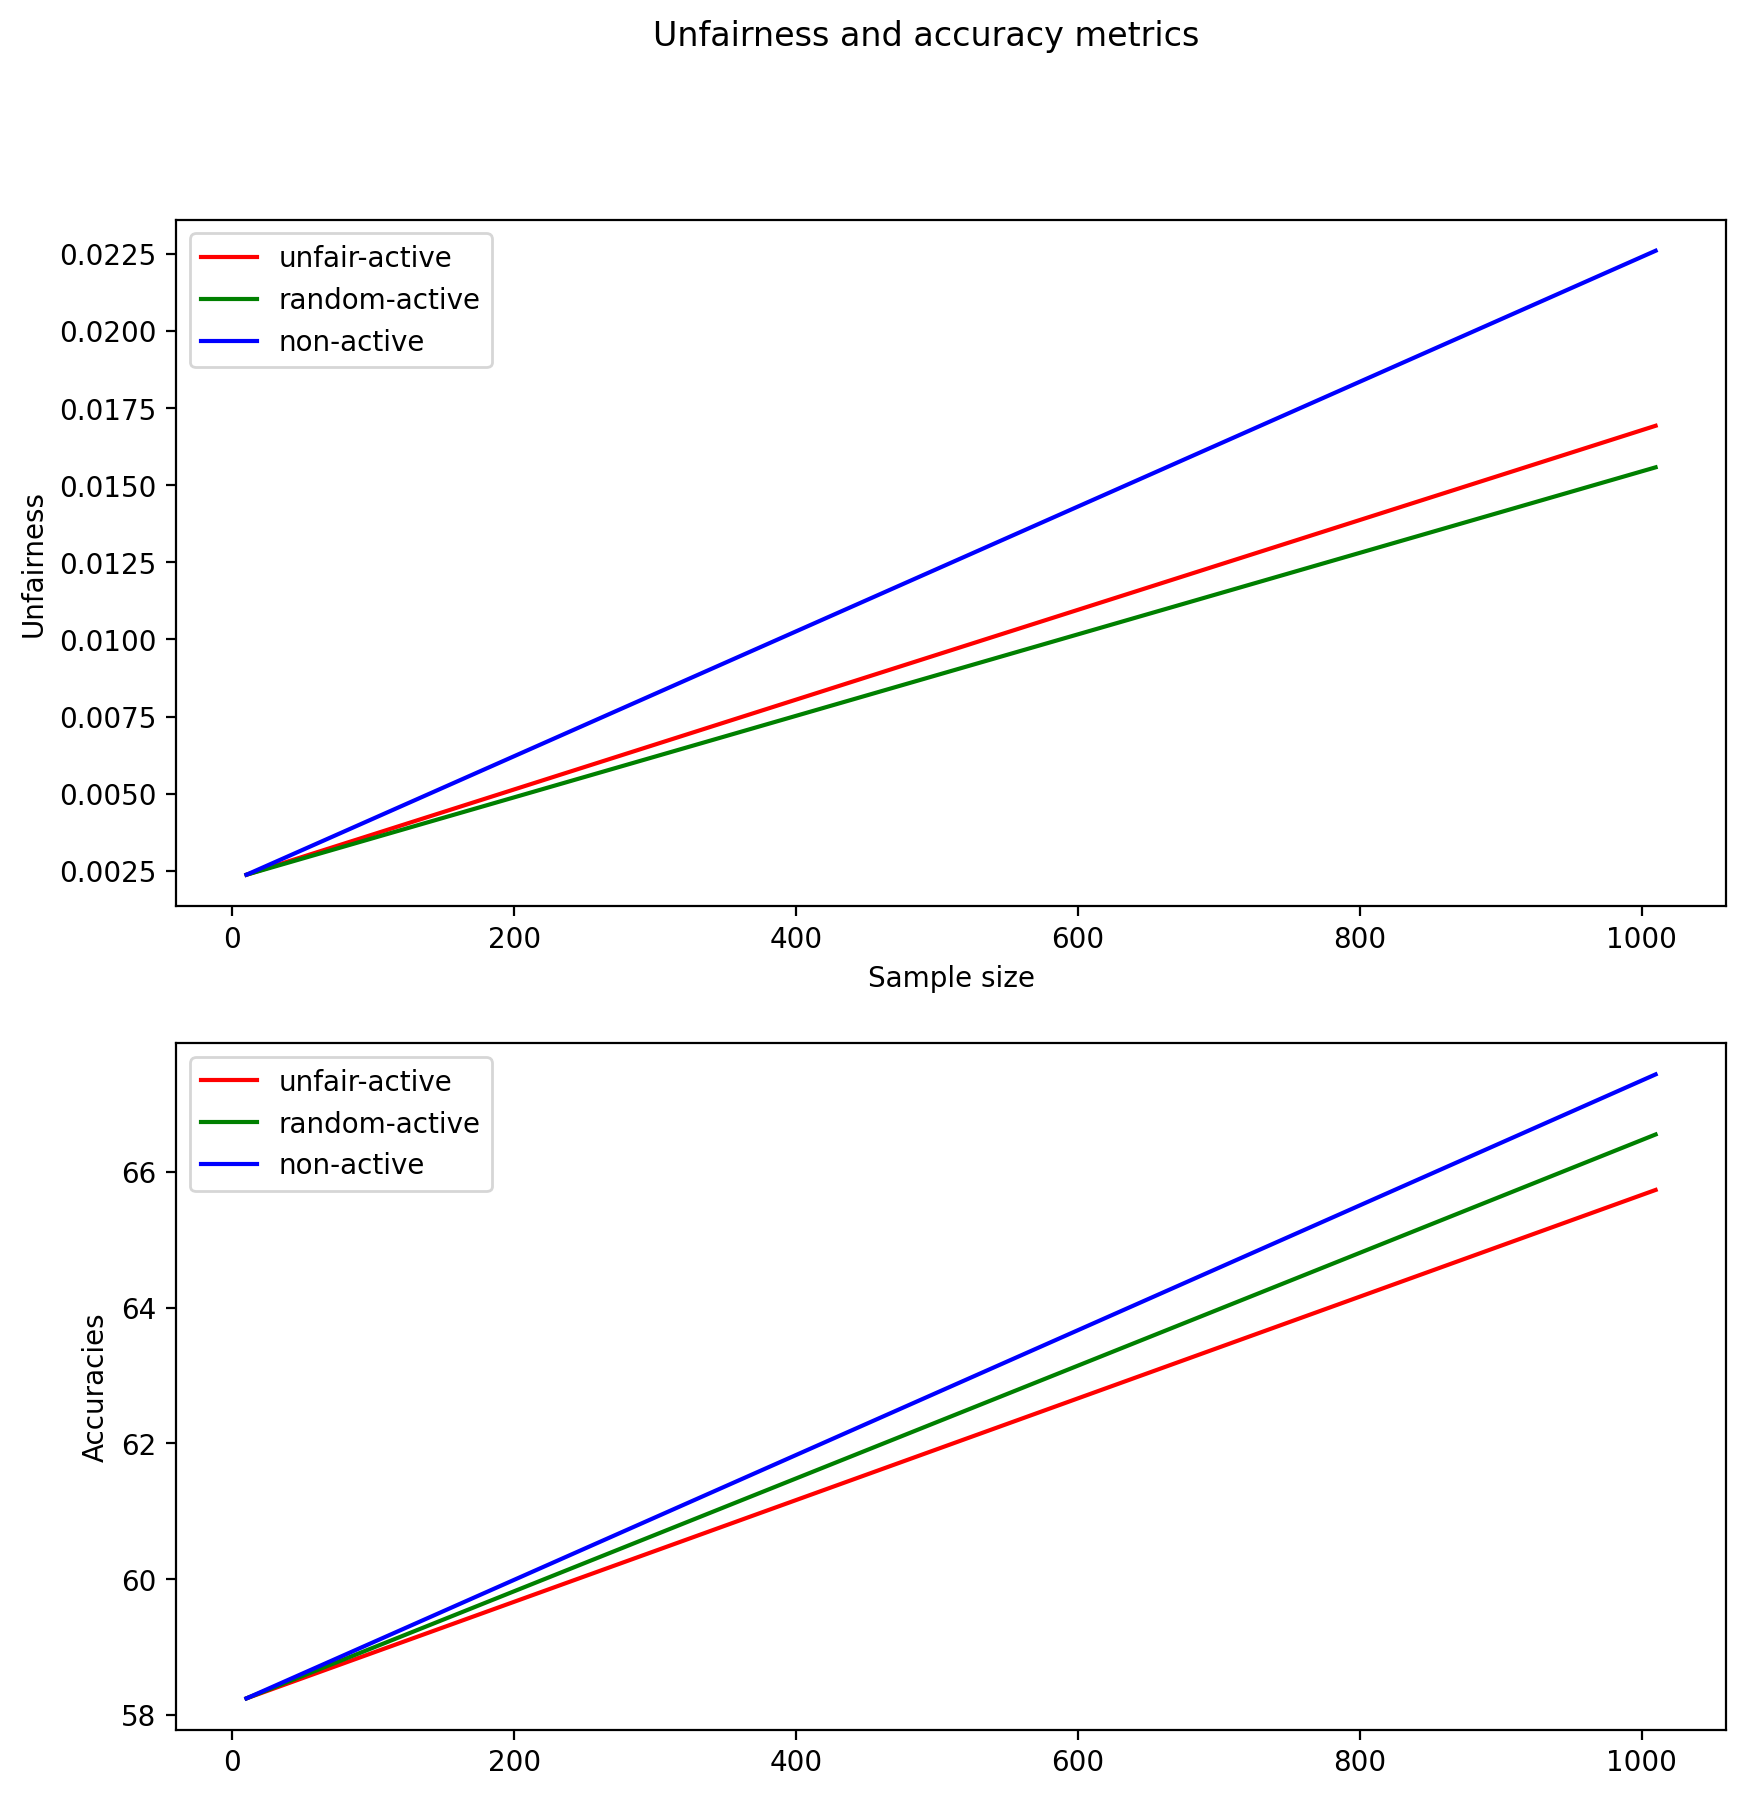 Unfairness and accuracy metrics
0.0225
0.0200
0.0175
0.0150
0.0125
0.0100
0.0075
0.0050
0.0025
Unfairness
unfair-active
random-active
non-active
0 200 400 600 800 1000
Sample size
66
64
62
60
58
Accuracies
unfair-active
random-active
non-active
0 200 400 600 800 1000